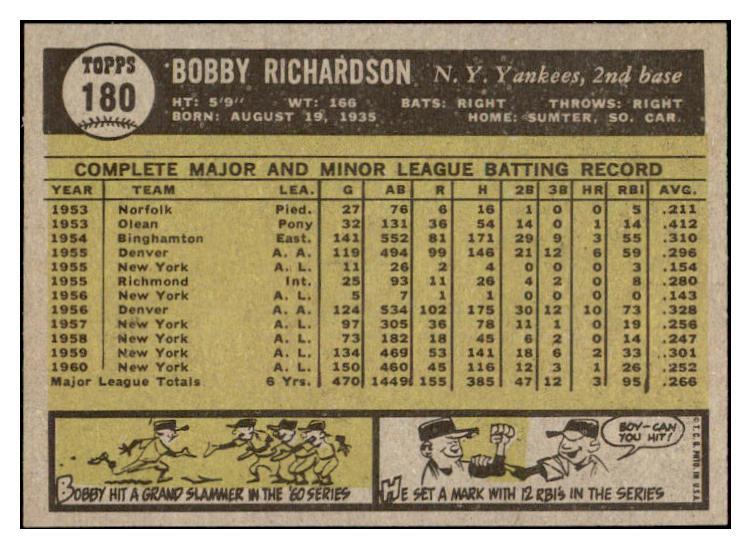 TOPPS
180
BOBBY RICHARDSON N. Y. Yankees, 2nd base
HT: 5'9" WT: 166 BATS: RIGHT THROWS: RIGHT
BORN: AUGUST 19, 1935 HOME: SUMTER, SO. CAR.
COMPLETE MAJOR AND MINOR LEAGUE BATTING RECORD
YEAR TEAM LEA. G AB R H 2B 3B HR RBI AVG.
1953 Norfolk Pied. 27 76 6 16 1 0 0 5 .211
1953 Olean Pony 32 131 36 54 14 0 1 14 .412
1954 Binghamton East. 141 552 81 171 29 9 3 55 .310
1955 Denver A. A. 119 494 99 146 21 12 6 59 .296
1955 New York A. L. 11 26 2 4 0 0 0 3 .154
1955 Richmond Int. 25 93 11 26 4 2 0 8 .280
1956 New York A. L. 5 7 1 1 0 0 0 0 .143
1956 Denver A. A. 124 534 102 175 30 12 10 73 .328
1957 New York A. L. 97 305 36 78 11 1 0 19 .256
1958 New York A. L. 73 182 18 45 6 2 0 14 .247
1959 New York A. L. 134 469 53 141 18 6 2 33 .301
1960 New York A. L. 150 460 45 116 12 3 1 26 .252
Major League Totals 6 Yrs. 470 1449 155 385 47 12 3 95 .266
BOBBY HIT A GRAND SLAMMER IN THE '60 SERIES
BOY-CAN
YOU HIT!
HE SET A MARK WITH 12 RBI's IN THE SERIES
© T. C. G. PRTD. IN U.S.A.